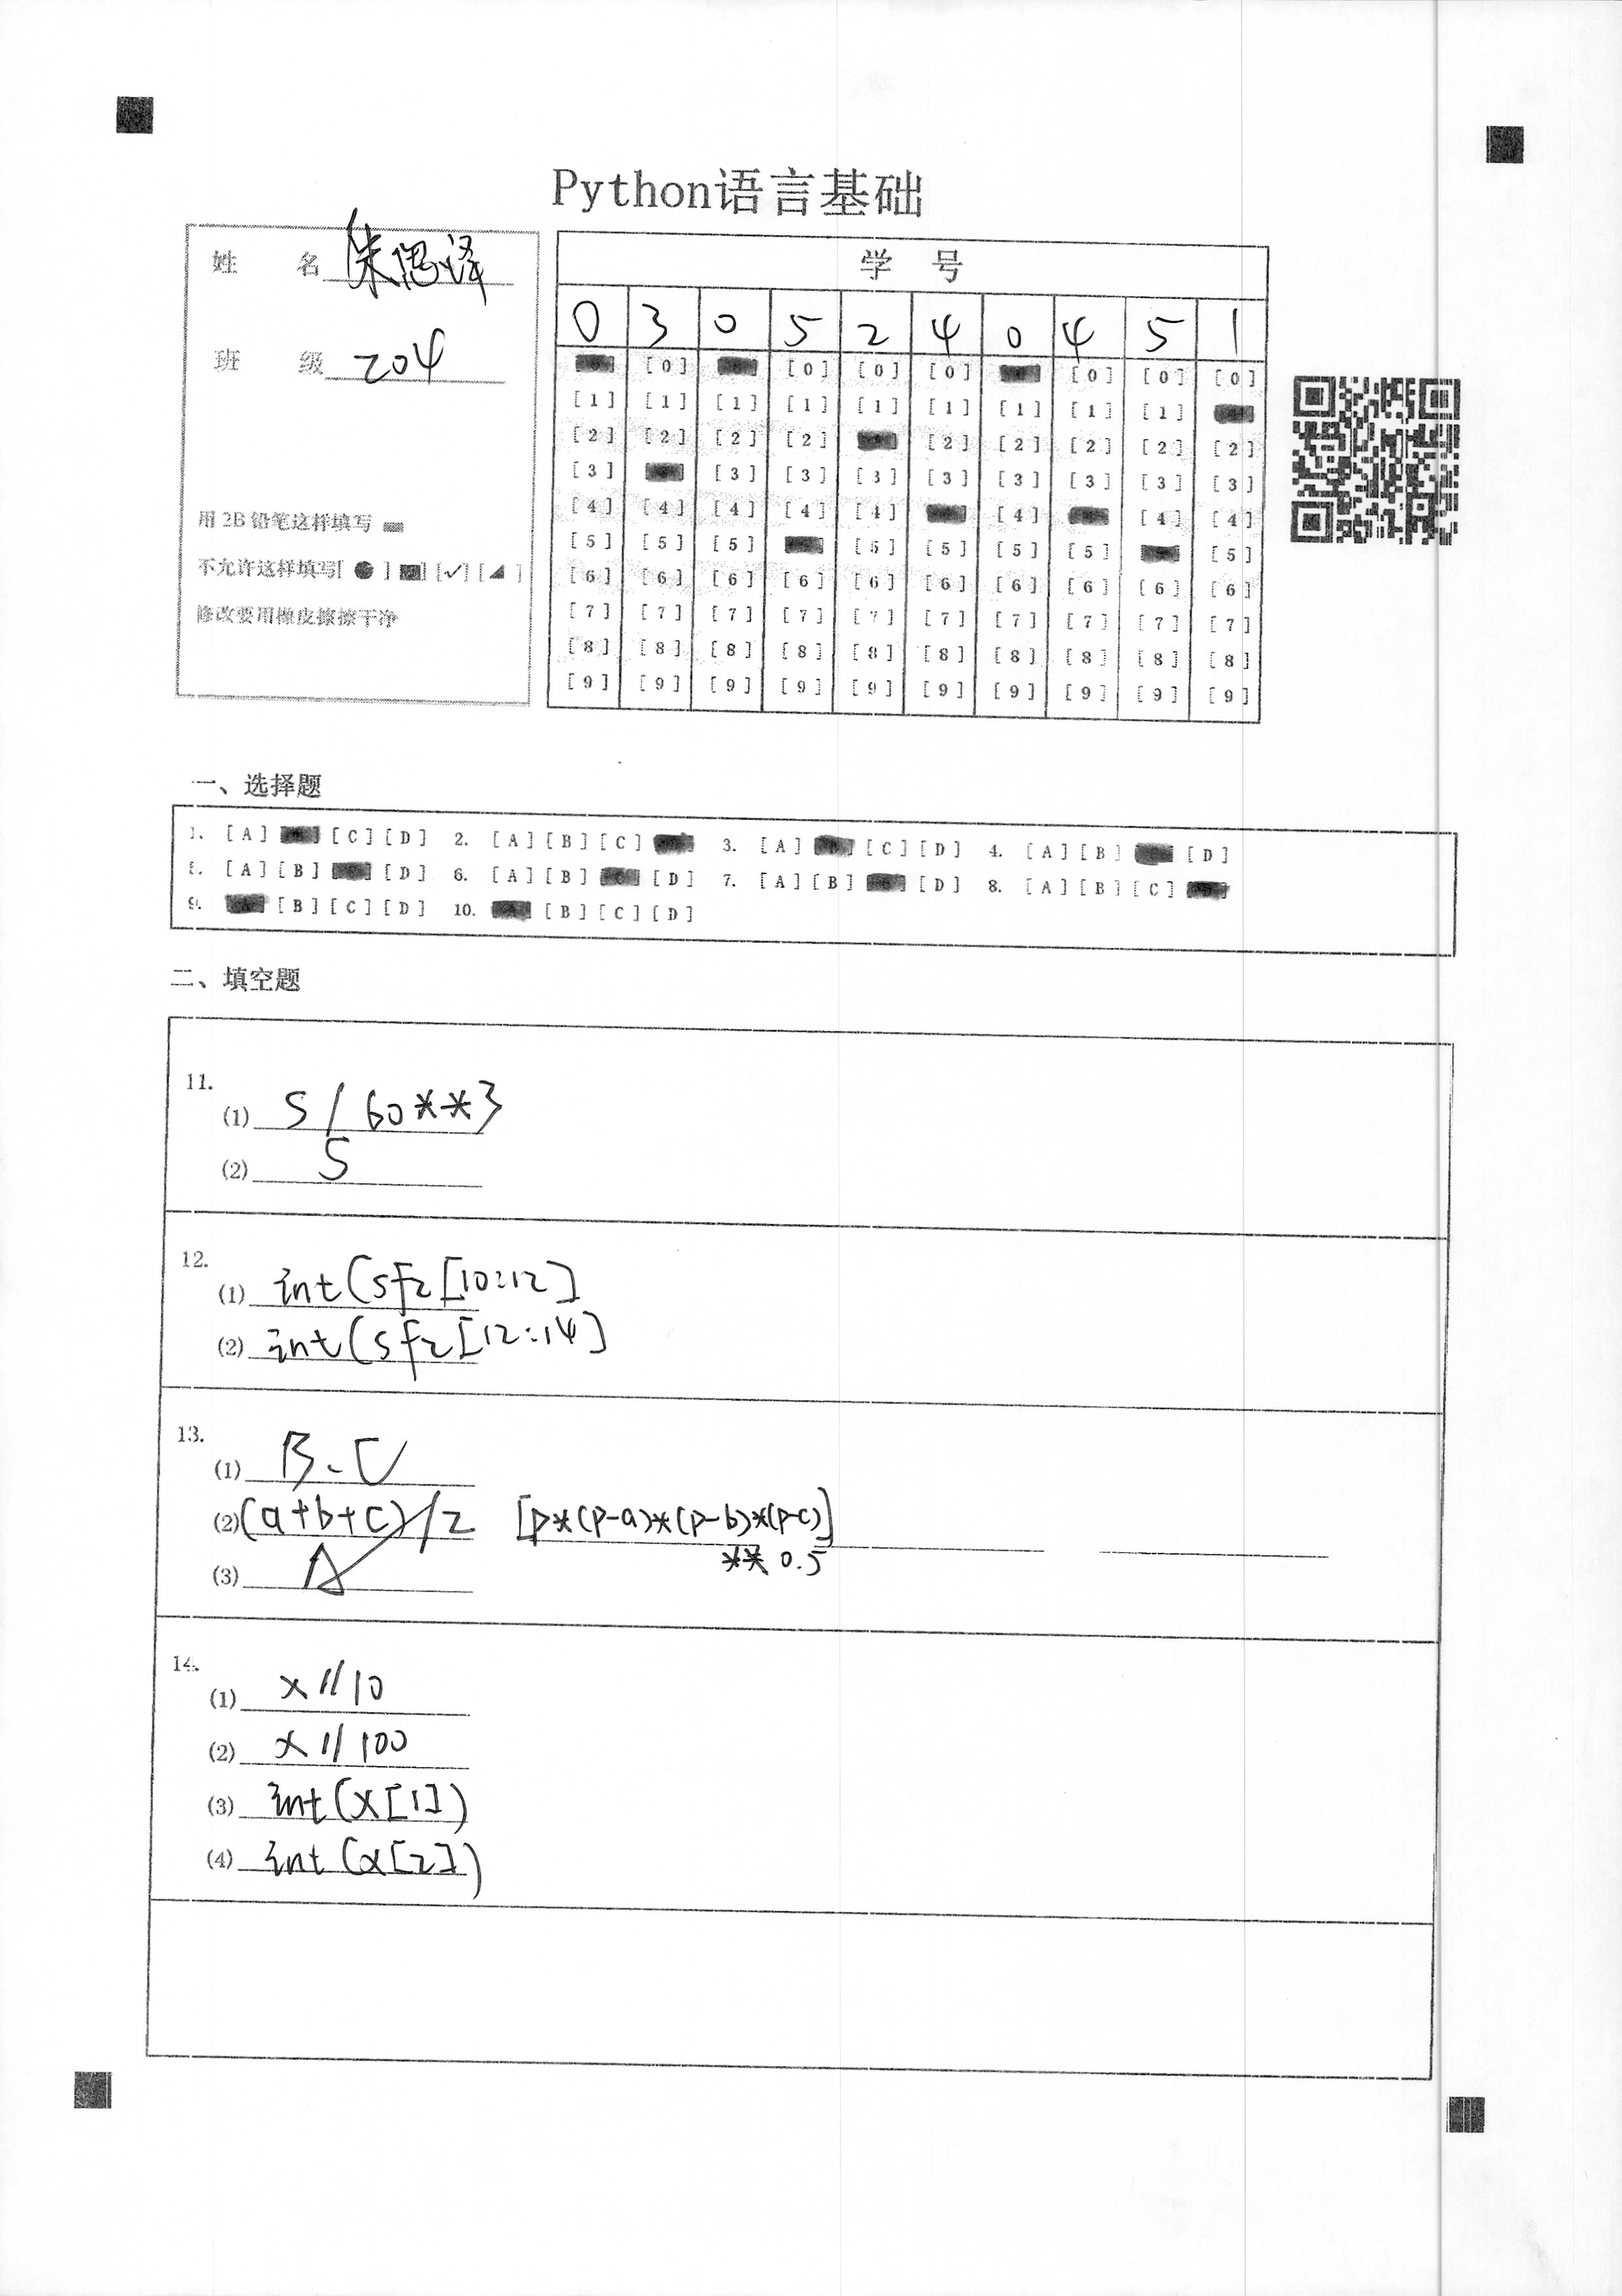 Python语言基础
姓 名 朱偲泽
班 级 204
用 2B 铅笔这样填写
不允许这样填写[ ● ] [■] [✓] [◢ ]
修改要用橡皮擦擦干净
学 号
0 3 0 5 2 4 0 4 5 1
[0] [0] [0] [0] [0] [0]
[1] [1] [1] [1] [1] [1] [1] [1] [1]
[2] [2] [2] [2] [2] [2] [2] [2] [2]
[3] [3] [3] [3] [3] [3] [3] [3] [3]
[4] [4] [4] [4] [4] [4] [4] [4]
[5] [5] [5] [5] [5] [5] [5] [5]
[6] [6] [6] [6] [6] [6] [6] [6] [6] [6]
[7] [7] [7] [7] [7] [7] [7] [7] [7] [7]
[8] [8] [8] [8] [8] [8] [8] [8] [8] [8]
[9] [9] [9] [9] [9] [9] [9] [9] [9] [9]
一、选择题
1. [A] [C] [D] 2. [A] [B] [C] 3. [A] [C] [D] 4. [A] [B] [D]
5. [A] [B] [D] 6. [A] [B] [D] 7. [A] [B] [D] 8. [A] [B] [C]
9. [B] [C] [D] 10. [B] [C] [D]
二、填空题
11.
(1) S/60**3
(2) S
12.
(1) int(sfz[10:12]
(2) int(sfz[12:14]
13.
(1) B、C
(2) (a+b+c)/2 [p*(p-a)*(p-b)*(p-c)]
**0.5
(3) A
14.
(1) x//10
(2) x//100
(3) int(x[1])
(4) int(x[2])